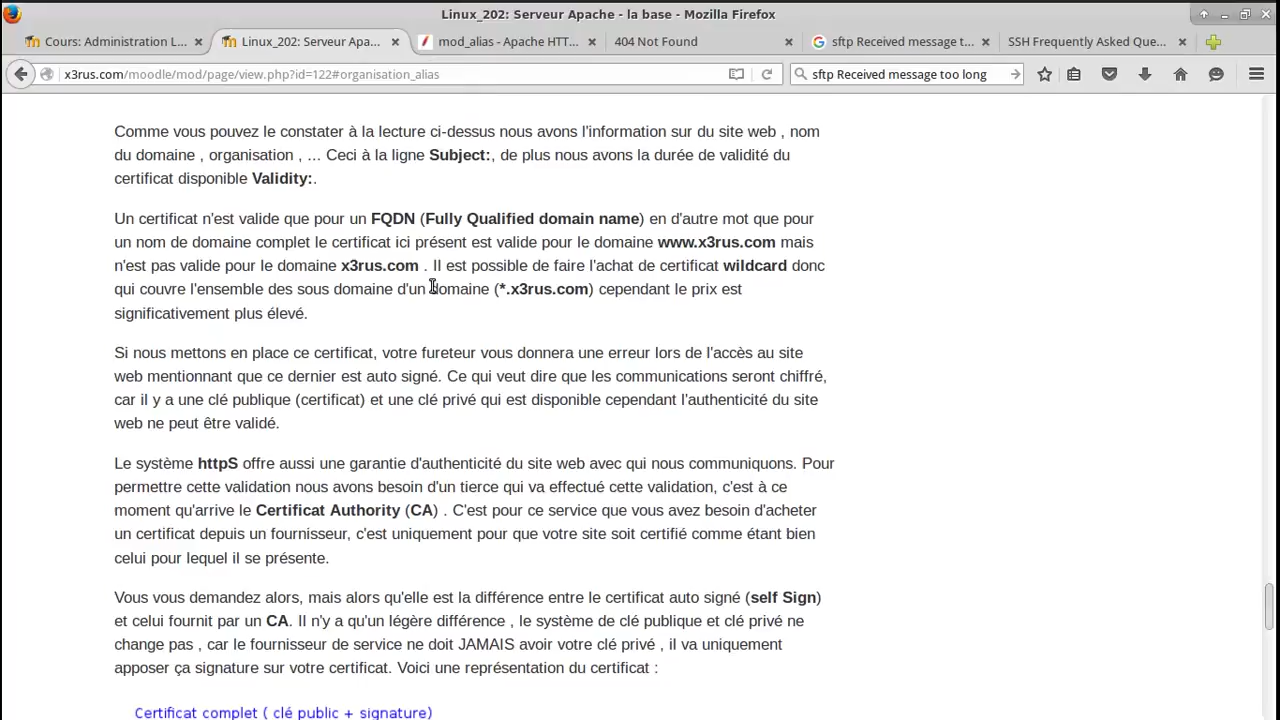 Linux_202: Serveur Apache - la base - Mozilla Firefox
Cours: Administration L...
Linux_202: Serveur Apa...
mod_alias - Apache HTT...
404 Not Found
sftp Received message t...
SSH Frequently Asked Que...
x3rus.com/moodle/mod/page/view.php?id=122#organisation_alias
sftp Received message too long
Comme vous pouvez le constater à la lecture ci-dessus nous avons l'information sur du site web , nom
du domaine , organisation , ... Ceci à la ligne Subject:, de plus nous avons la durée de validité du
certificat disponible Validity:.
Un certificat n'est valide que pour un FQDN (Fully Qualified domain name) en d'autre mot que pour
un nom de domaine complet le certificat ici présent est valide pour le domaine www.x3rus.com mais
n'est pas valide pour le domaine x3rus.com . Il est possible de faire l'achat de certificat wildcard donc
qui couvre l'ensemble des sous domaine d'un domaine (*.x3rus.com) cependant le prix est
significativement plus élevé.
Si nous mettons en place ce certificat, votre fureteur vous donnera une erreur lors de l'accès au site
web mentionnant que ce dernier est auto signé. Ce qui veut dire que les communications seront chiffré,
car il y a une clé publique (certificat) et une clé privé qui est disponible cependant l'authenticité du site
web ne peut être validé.
Le système httpS offre aussi une garantie d'authenticité du site web avec qui nous communiquons. Pour
permettre cette validation nous avons besoin d'un tierce qui va effectué cette validation, c'est à ce
moment qu'arrive le Certificat Authority (CA) . C'est pour ce service que vous avez besoin d'acheter
un certificat depuis un fournisseur, c'est uniquement pour que votre site soit certifié comme étant bien
celui pour lequel il se présente.
Vous vous demandez alors, mais alors qu'elle est la différence entre le certificat auto signé (self Sign)
et celui fournit par un CA. Il n'y a qu'un légère différence , le système de clé publique et clé privé ne
change pas , car le fournisseur de service ne doit JAMAIS avoir votre clé privé , il va uniquement
apposer ça signature sur votre certificat. Voici une représentation du certificat :
Certificat complet ( clé public + signature)